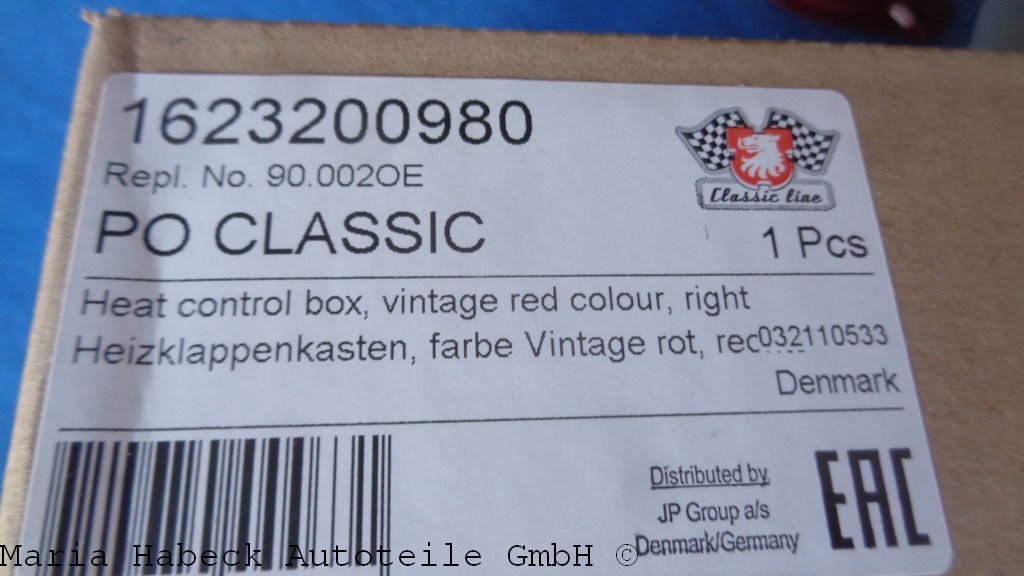 1623200980
Repl. No. 90.002OE
PO CLASSIC
Classic line
1 Pcs
Heat control box, vintage red colour, right
Heizklappenkasten, farbe Vintage rot, rec032110533
Denmark
Distributed by
JP Group a/s
Denmark/Germany
EAC
Maria Habeck Autoteile GmbH ©